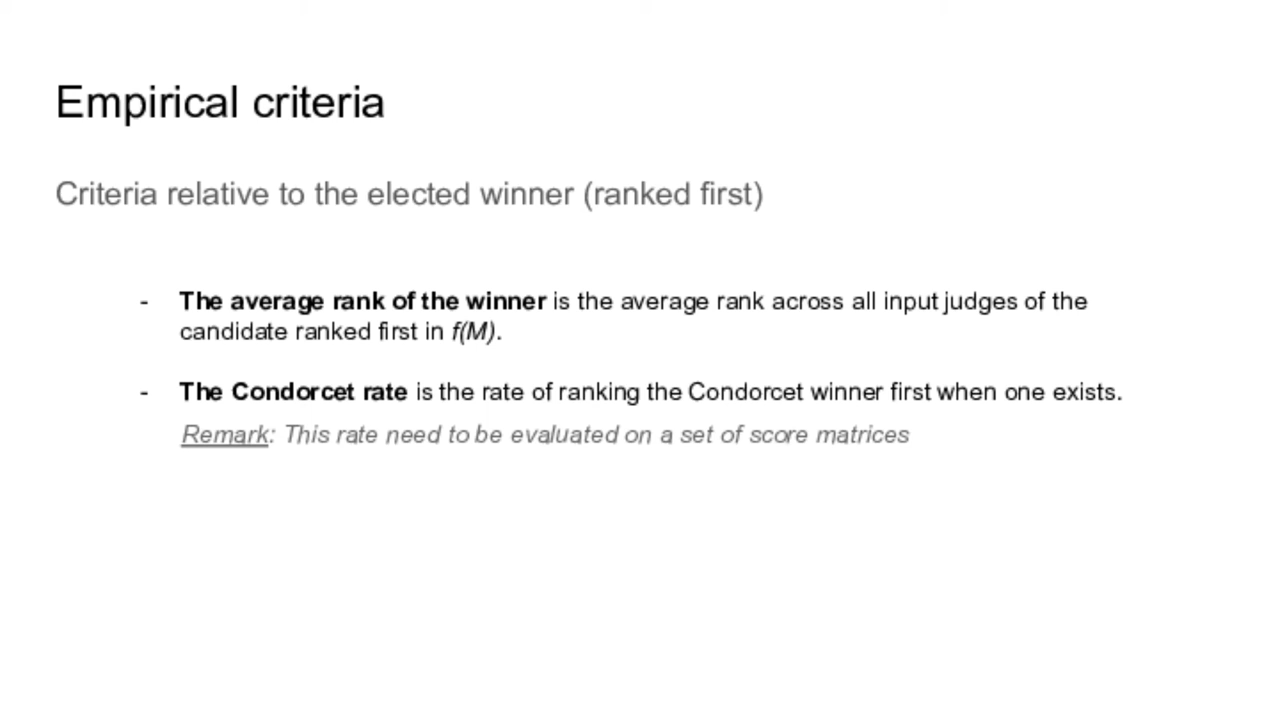 Empirical criteria
Criteria relative to the elected winner (ranked first)
- The average rank of the winner is the average rank across all input judges of the
candidate ranked first in f(M).
- The Condorcet rate is the rate of ranking the Condorcet winner first when one exists.
Remark: This rate need to be evaluated on a set of score matrices